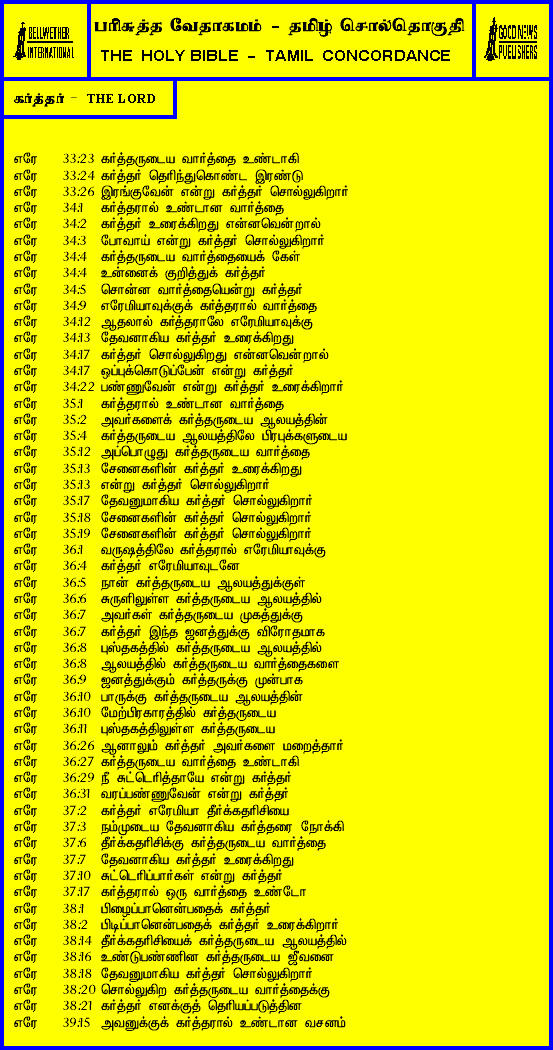 BELLWETHER INTERNATIONAL
பரிசுத்த வேதாகமம் - தமிழ் சொல்தொகுதி
THE HOLY BIBLE - TAMIL CONCORDANCE
GOOD NEWS PUBLISHERS
கர்த்தர் - THE LORD
எரே 33:23 கர்த்தருடைய வார்த்தை உண்டாகி
எரே 33:24 கர்த்தர் தெரிந்துகொண்ட இரண்டு
எரே 33:26 இரங்குவேன் என்று கர்த்தர் சொல்லுகிறார்
எரே 34:1 கர்த்தரால் உண்டான வார்த்தை
எரே 34:2 கர்த்தர் உரைக்கிறது என்னவென்றால்
எரே 34:3 போவாய் என்று கர்த்தர் சொல்லுகிறார்
எரே 34:4 கர்த்தருடைய வார்த்தையைக் கேள்
எரே 34:4 உன்னைக் குறித்துக் கர்த்தர்
எரே 34:5 சொன்ன வார்த்தையென்று கர்த்தர்
எரே 34:9 எரேமியாவுக்குக் கர்த்தரால் வார்த்தை
எரே 34:12 ஆதலால் கர்த்தராலே எரேமியாவுக்கு
எரே 34:13 தேவனாகிய கர்த்தர் உரைக்கிறது
எரே 34:17 கர்த்தர் சொல்லுகிறது என்னவென்றால்
எரே 34:17 ஒப்புக்கொடுப்பேன் என்று கர்த்தர்
எரே 34:22 பண்ணுவேன் என்று கர்த்தர் உரைக்கிறார்
எரே 35:1 கர்த்தரால் உண்டான வார்த்தை
எரே 35:2 அவர்களைக் கர்த்தருடைய ஆலயத்தின்
எரே 35:4 கர்த்தருடைய ஆலயத்திலே பிரபுக்களுடைய
எரே 35:12 அப்பொழுது கர்த்தருடைய வார்த்தை
எரே 35:13 சேனைகளின் கர்த்தர் உரைக்கிறது
எரே 35:13 என்று கர்த்தர் சொல்லுகிறார்
எரே 35:17 தேவனுமாகிய கர்த்தர் சொல்லுகிறார்
எரே 35:18 சேனைகளின் கர்த்தர் சொல்லுகிறார்
எரே 35:19 சேனைகளின் கர்த்தர் சொல்லுகிறார்
எரே 36:1 வருஷத்திலே கர்த்தரால் எரேமியாவுக்கு
எரே 36:4 கர்த்தர் எரேமியாவுடனே
எரே 36:5 நான் கர்த்தருடைய ஆலயத்துக்குள்
எரே 36:6 சுருளிலுள்ள கர்த்தருடைய ஆலயத்தில்
எரே 36:7 அவர்கள் கர்த்தருடைய முகத்துக்கு
எரே 36:7 கர்த்தர் இந்த ஜனத்துக்கு விரோதமாக
எரே 36:8 புஸ்தகத்தில் கர்த்தருடைய ஆலயத்தில்
எரே 36:8 ஆலயத்தில் கர்த்தருடைய வார்த்தைகளை
எரே 36:9 ஜனத்துக்கும் கர்த்தருக்கு முன்பாக
எரே 36:10 பாருக்கு கர்த்தருடைய ஆலயத்தின்
எரே 36:10 மேற்பிரகாரத்தில் கர்த்தருடைய
எரே 36:11 புஸ்தகத்திலுள்ள கர்த்தருடைய
எரே 36:26 ஆனாலும் கர்த்தர் அவர்களை மறைத்தார்
எரே 36:27 கர்த்தருடைய வார்த்தை உண்டாகி
எரே 36:29 நீ சுட்டெரித்தாயே என்று கர்த்தர்
எரே 36:31 வரப்பண்ணுவேன் என்று கர்த்தர்
எரே 37:2 கர்த்தர் எரேமியா தீர்க்கதரிசியை
எரே 37:3 நம்முடைய தேவனாகிய கர்த்தரை நோக்கி
எரே 37:6 தீர்க்கதரிசிக்கு கர்த்தருடைய வார்த்தை
எரே 37:7 தேவனாகிய கர்த்தர் உரைக்கிறது
எரே 37:10 சுட்டெரிப்பார்கள் என்று கர்த்தர்
எரே 37:17 கர்த்தரால் ஒரு வார்த்தை உண்டோ
எரே 38:1 பிழைப்பானென்பதைக் கர்த்தர்
எரே 38:2 பிடிப்பானென்பதைக் கர்த்தர் உரைக்கிறார்
எரே 38:14 தீர்க்கதரிசியைக் கர்த்தருடைய ஆலயத்தில்
எரே 38:16 உண்டுபண்ணின கர்த்தருடைய ஜீவனை
எரே 38:18 தேவனுமாகிய கர்த்தர் சொல்லுகிறார்
எரே 38:20 சொல்லுகிற கர்த்தருடைய வார்த்தைக்கு
எரே 38:21 கர்த்தர் எனக்குத் தெரியப்படுத்தின
எரே 39:15 அவனுக்குக் கர்த்தரால் உண்டான வசனம்